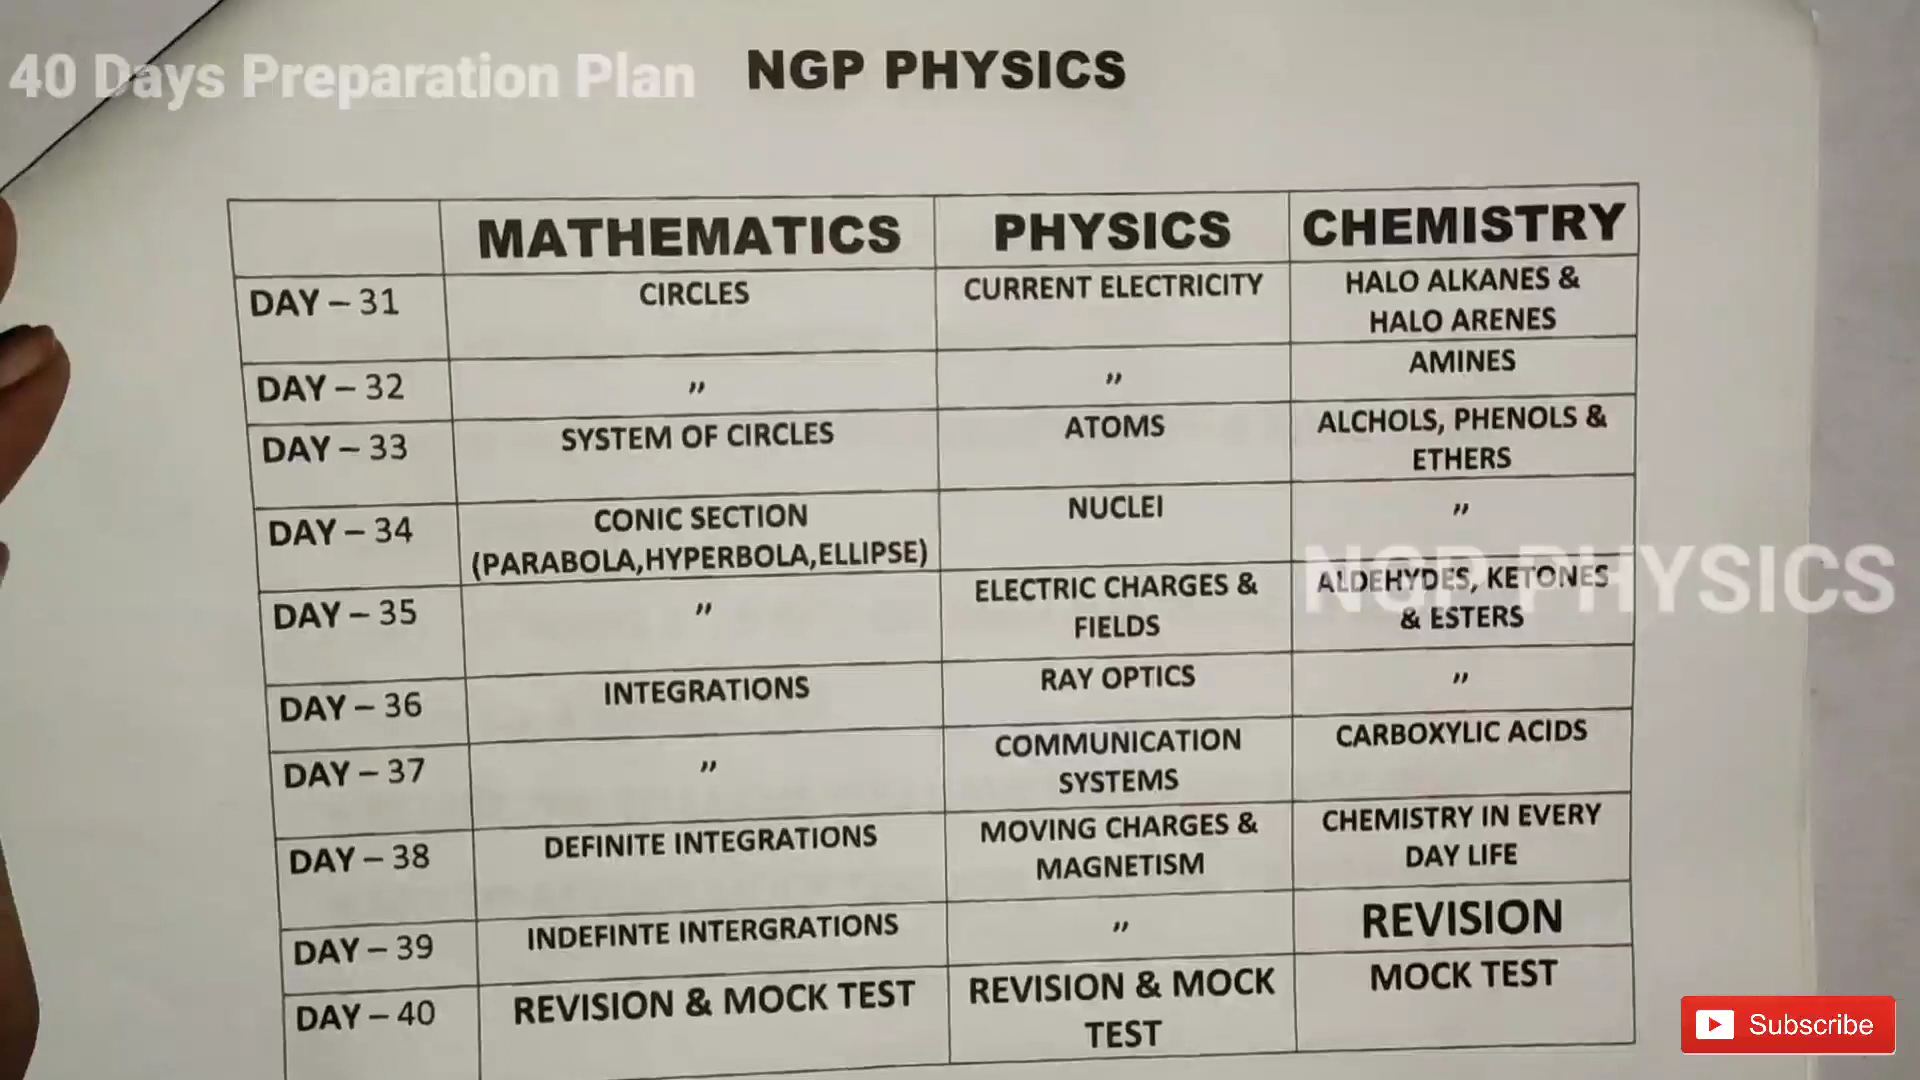 40 Days Preparation Plan
NGP PHYSICS
MATHEMATICS PHYSICS CHEMISTRY
DAY – 31 CIRCLES CURRENT ELECTRICITY HALO ALKANES &
HALO ARENES
DAY – 32 ” ” AMINES
DAY – 33 SYSTEM OF CIRCLES ATOMS ALCHOLS, PHENOLS &
ETHERS
DAY – 34 CONIC SECTION NUCLEI ”
(PARABOLA,HYPERBOLA,ELLIPSE)
DAY – 35 ” ELECTRIC CHARGES & ALDEHYDES, KETONES
FIELDS & ESTERS
NGP PHYSICS
DAY – 36 INTEGRATIONS RAY OPTICS ”
DAY – 37 ” COMMUNICATION CARBOXYLIC ACIDS
SYSTEMS
DAY – 38 DEFINITE INTEGRATIONS MOVING CHARGES & CHEMISTRY IN EVERY
MAGNETISM DAY LIFE
DAY – 39 INDEFINTE INTERGRATIONS ” REVISION
DAY – 40 REVISION & MOCK TEST REVISION & MOCK MOCK TEST
TEST
Subscribe